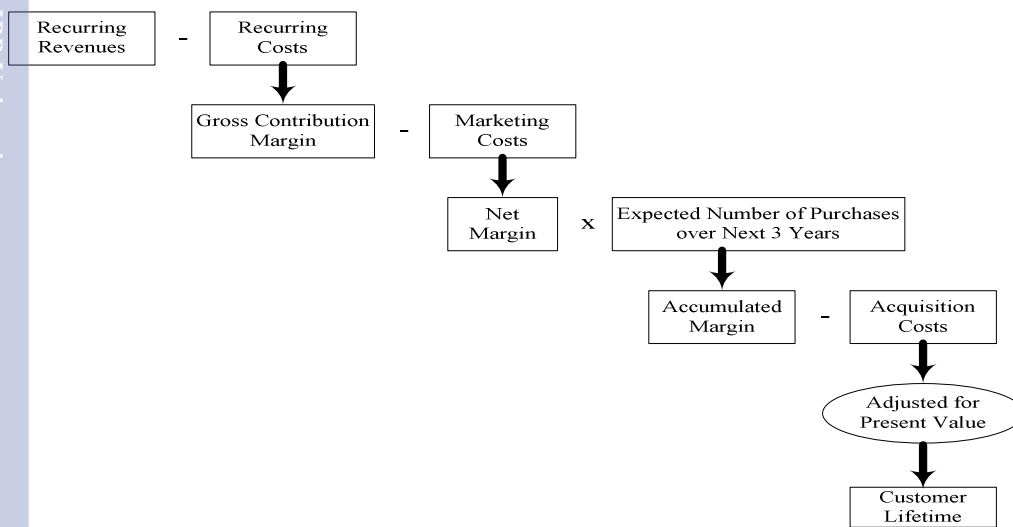 Recurring
Revenues
-
Recurring
Costs
Gross Contribution
Margin
-
Marketing
Costs
Net
Margin
x
Expected Number of Purchases
over Next 3 Years
Accumulated
Margin
-
Acquisition
Costs
Adjusted for
Present Value
Customer
Lifetime